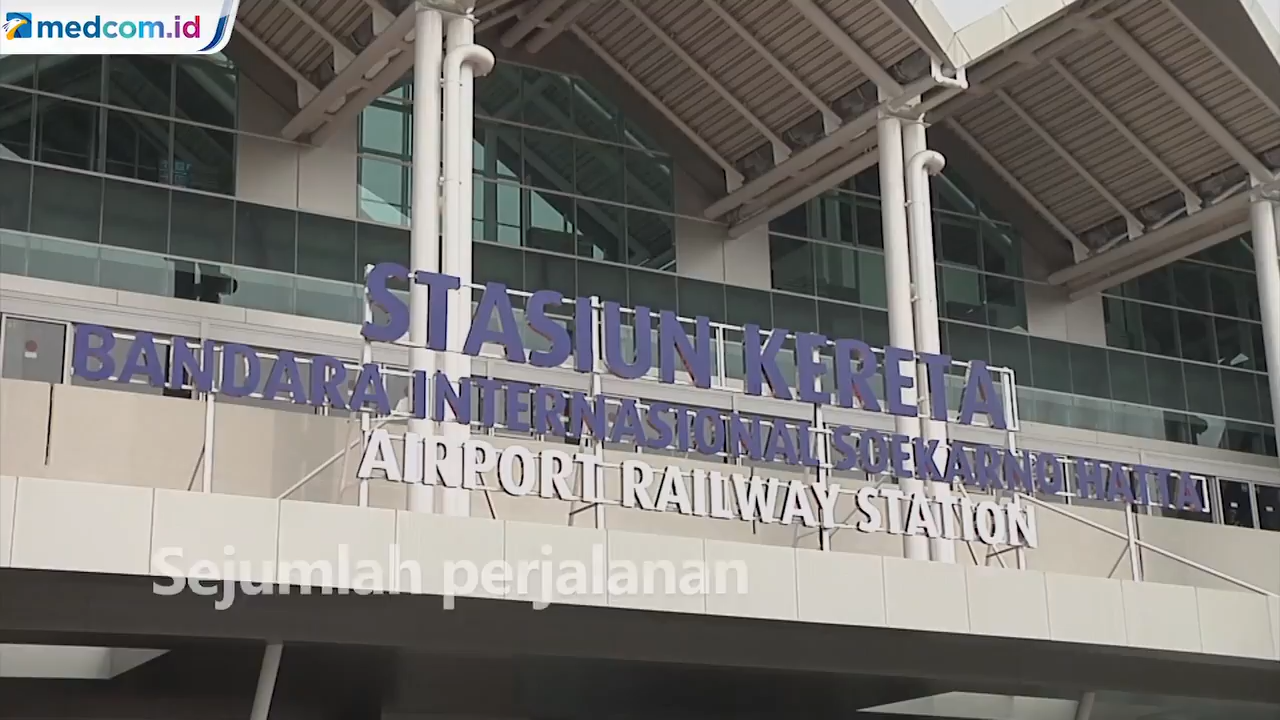 medcom.id
STASIUN KERETA
BANDARA INTERNASIONAL SOEKARNO HATTA
AIRPORT RAILWAY STATION
Sejumlah perjalanan